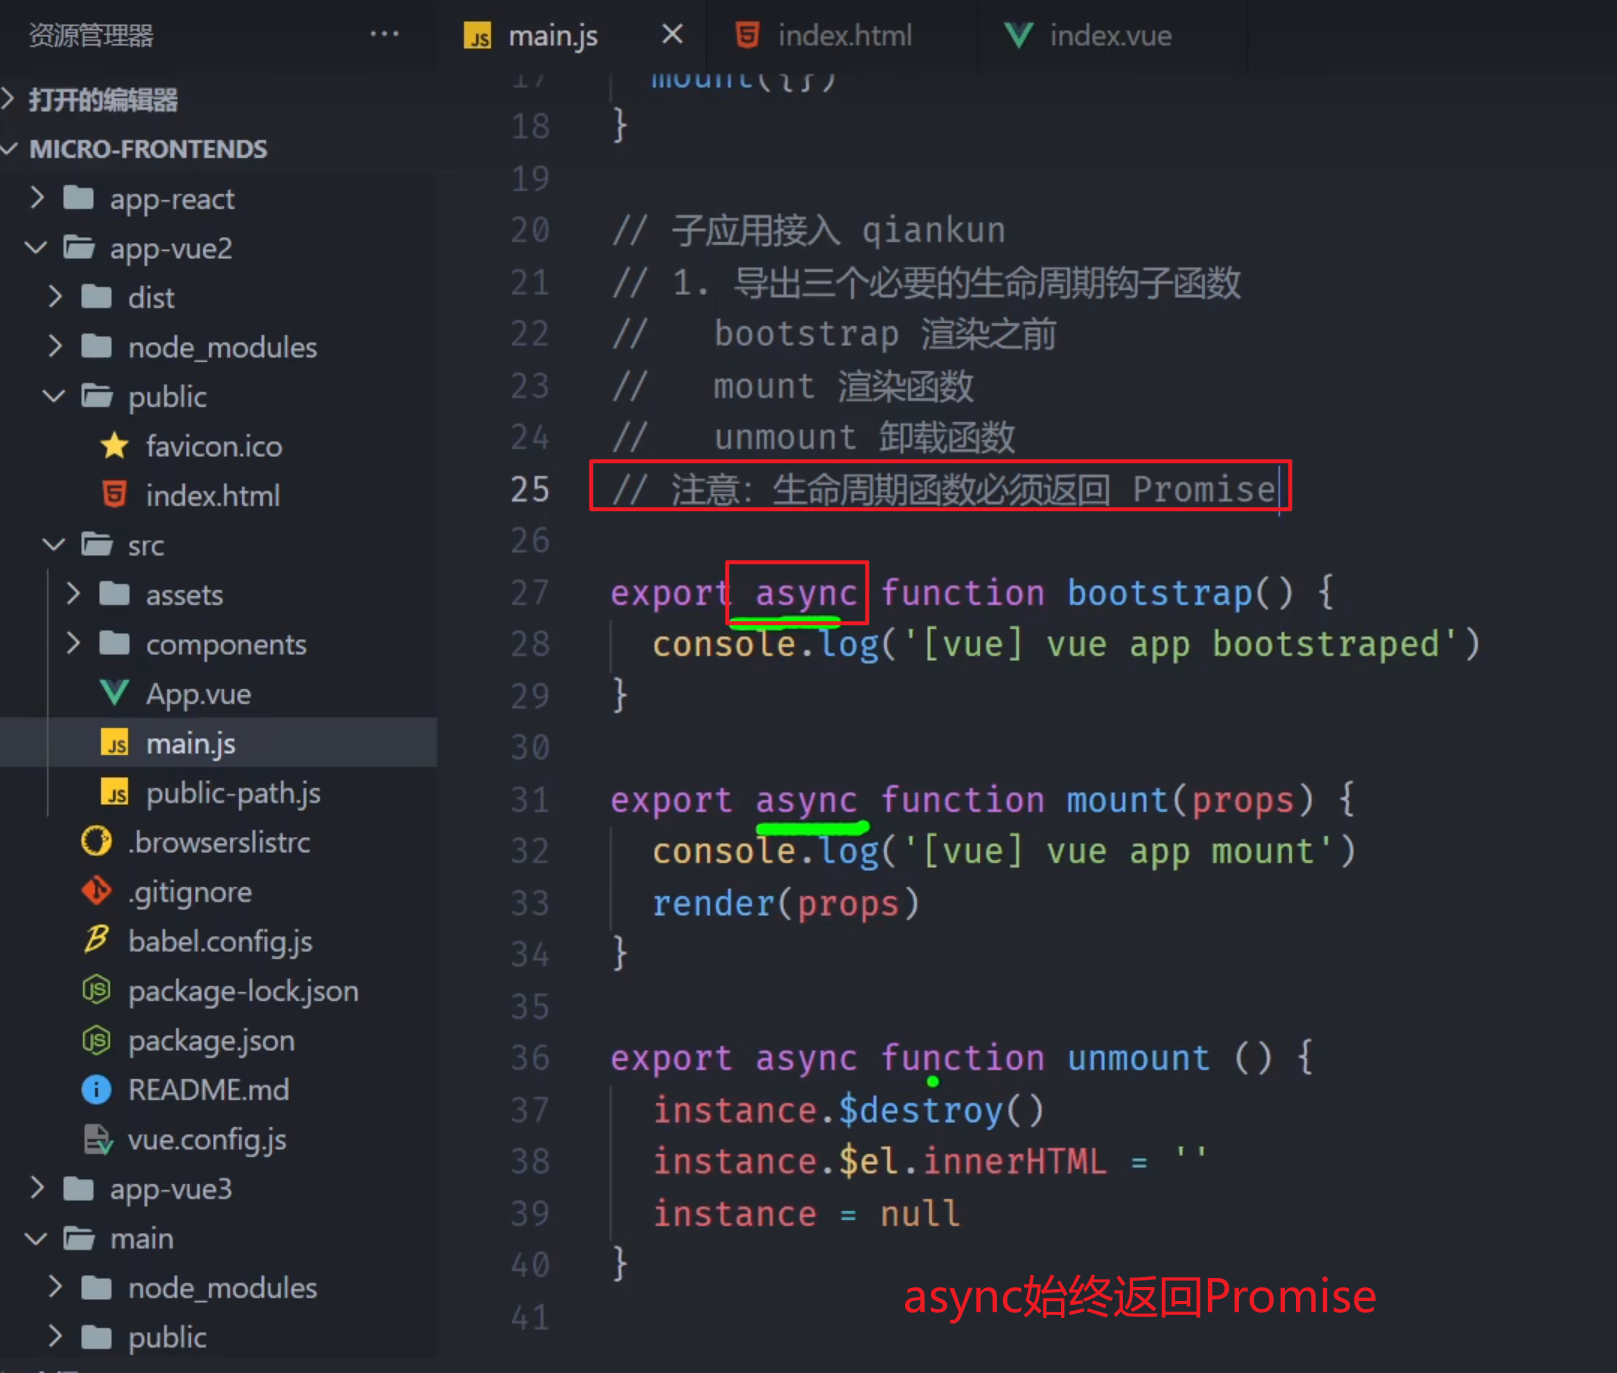 资源管理器 ···
打开的编辑器
MICRO-FRONTENDS
app-react
app-vue2
dist
node_modules
public
favicon.ico
index.html
src
assets
components
App.vue
main.js
public-path.js
.browserslistrc
.gitignore
babel.config.js
package-lock.json
package.json
README.md
vue.config.js
app-vue3
main
node_modules
public
main.js index.html index.vue
17 mount({})
18 }
19
20 // 子应用接入 qiankun
21 // 1. 导出三个必要的生命周期钩子函数
22 // bootstrap 渲染之前
23 // mount 渲染函数
24 // unmount 卸载函数
25 // 注意: 生命周期函数必须返回 Promise
26
27 export async function bootstrap() {
28 console.log('[vue] vue app bootstraped')
29 }
30
31 export async function mount(props) {
32 console.log('[vue] vue app mount')
33 render(props)
34 }
35
36 export async function unmount () {
37 instance.$destroy()
38 instance.$el.innerHTML = ''
39 instance = null
40 }
41
async始终返回Promise